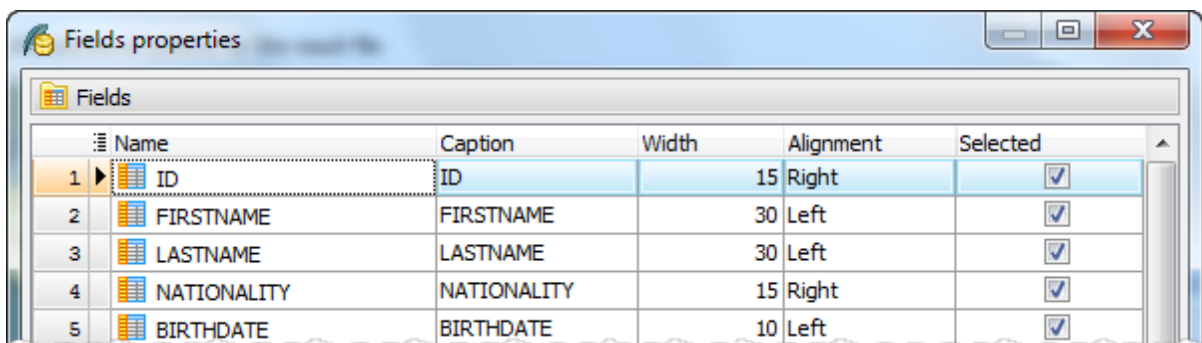 Fields properties
Fields
Name Caption Width Alignment Selected
1 ID ID 15 Right
2 FIRSTNAME FIRSTNAME 30 Left
3 LASTNAME LASTNAME 30 Left
4 NATIONALITY NATIONALITY 15 Right
5 BIRTHDATE BIRTHDATE 10 Left